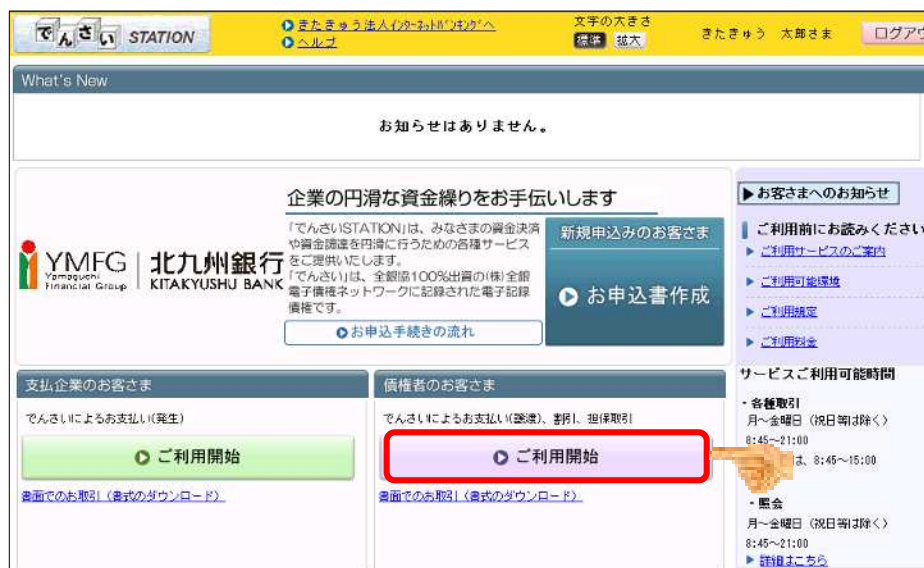 でんさい STATION
きたきゅう法人インターネットバンキングへ
ヘルプ
文字の大きさ
標準 拡大
きたきゅう 太郎さま
ログアウ
What's New
お知らせはありません。
YMFG
Yamaguchi
Financial Group
北九州銀行
KITAKYUSHU BANK
企業の円滑な資金繰りをお手伝いします
「でんさいSTATION」は、みなさまの資金決済
や資金調達を円滑に行うための各種サービス
をご提供いたします。
「でんさい」は、全銀協100%出資の(株)全銀
電子債権ネットワークに記録された電子記録
債権です。
お申込手続きの流れ
新規申込みのお客さま
お申込書作成
支払企業のお客さま
でんさいによるお支払い(発生)
ご利用開始
書面でのお取引（書式のダウンロード）
債権者のお客さま
でんさいによるお支払い(譲渡)、割引、担保取引
ご利用開始
書面でのお取引（書式のダウンロード）
▶お客さまへのお知らせ
ご利用前にお読みください
ご利用サービスのご案内
ご利用可能環境
ご利用規定
ご利用料金
サービスご利用可能時間
・各種取引
月～金曜日（祝日等は除く）
8:45～21:00
は、8:45～15:00
・照会
月～金曜日（祝日等は除く）
8:45～21:00
詳細はこちら